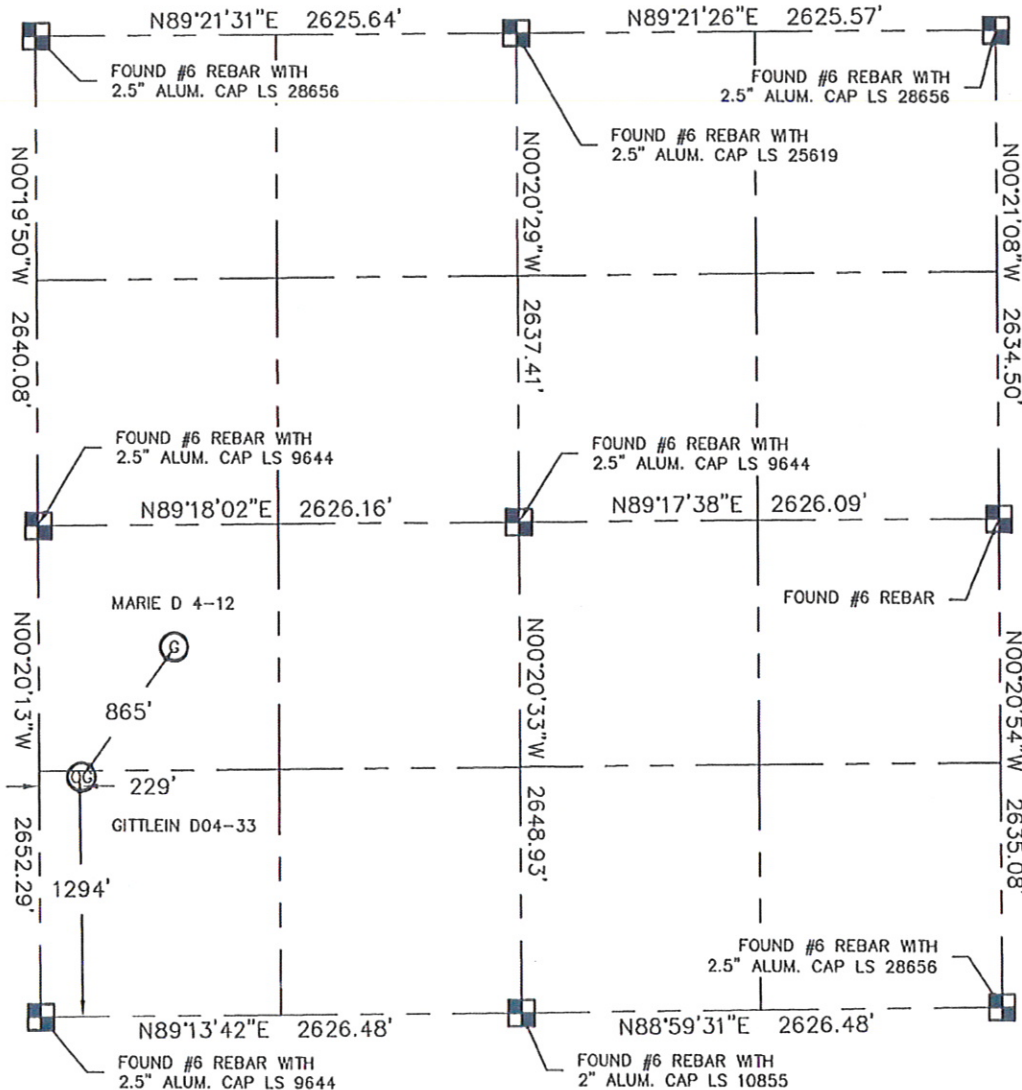 N89°21'31"E 2625.64'
N89°21'26"E 2625.57'
FOUND #6 REBAR WITH
2.5" ALUM. CAP LS 28656
FOUND #6 REBAR WITH
2.5" ALUM. CAP LS 25619
FOUND #6 REBAR WITH
2.5" ALUM. CAP LS 28656
N00°19'50"W 2640.08'
N00°20'29"W 2637.41'
N00°21'08"W 2634.50'
FOUND #6 REBAR WITH
2.5" ALUM. CAP LS 9644
FOUND #6 REBAR WITH
2.5" ALUM. CAP LS 9644
N89°18'02"E 2626.16'
N89°17'38"E 2626.09'
FOUND #6 REBAR
MARIE D 4-12
G
865'
229'
GITTLEIN D04-33
1294'
N00°20'13"W 2652.29'
N00°20'33"W 2648.93'
N00°20'54"W 2635.08'
FOUND #6 REBAR WITH
2.5" ALUM. CAP LS 28656
N89°13'42"E 2626.48'
N88°59'31"E 2626.48'
FOUND #6 REBAR WITH
2.5" ALUM. CAP LS 9644
FOUND #6 REBAR WITH
2" ALUM. CAP LS 10855